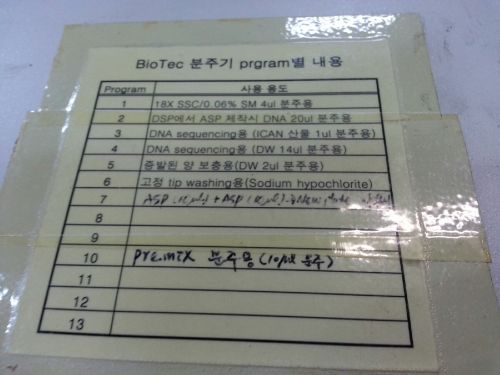 BioTec 분주기 prgram별 내용
Program 사용 용도
1 18X SSC/0.06% SM 4ul 분주용
2 DSP에서 ASP 제작시 DNA 20ul 분주용
3 DNA sequencing용 (ICAN 산물 1ul 분주용)
4 DNA sequencing용 (DW 14ul 분주용)
5 증발된 양 보충용(DW 2ul 분주용)
6 고정 tip washing용(Sodium hypochlorite)
7 ASP + ASP
8
9
10 pre.mix 분주용 (10μl 분주)
11
12
13